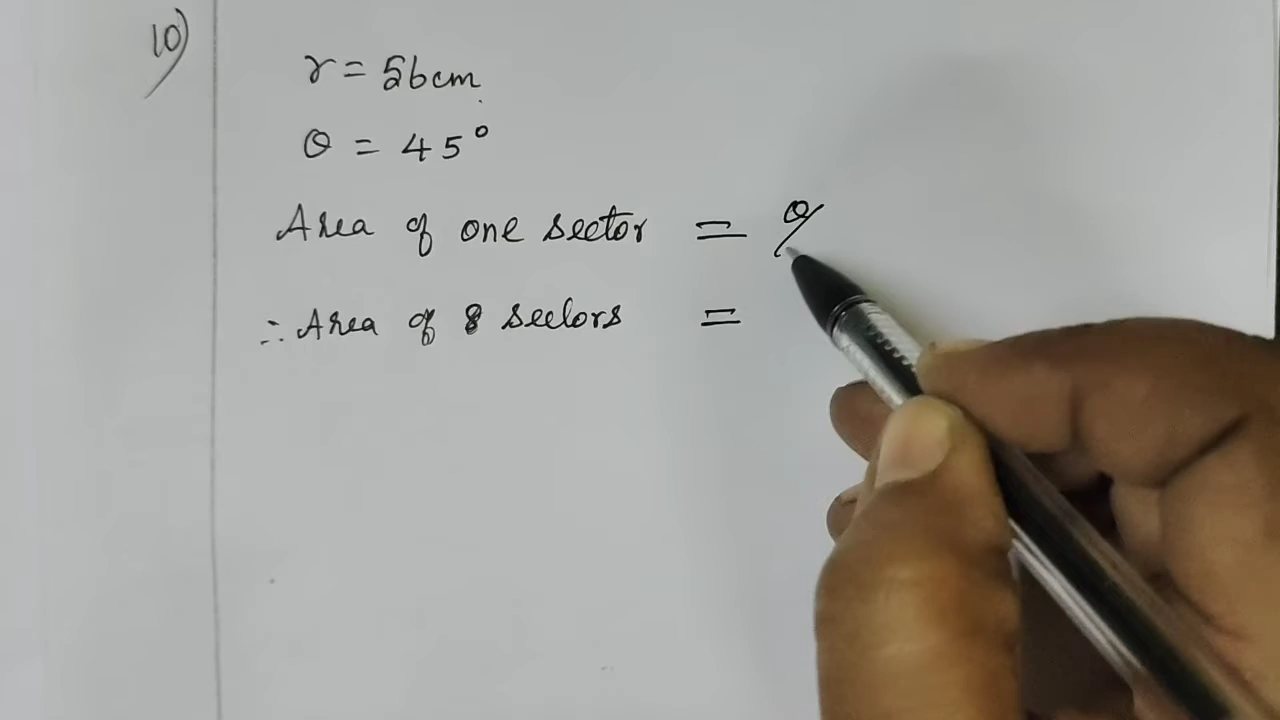 10)
r = 56cm
θ = 45°
Area of one sector = θ/
∴ Area of 8 sectors =